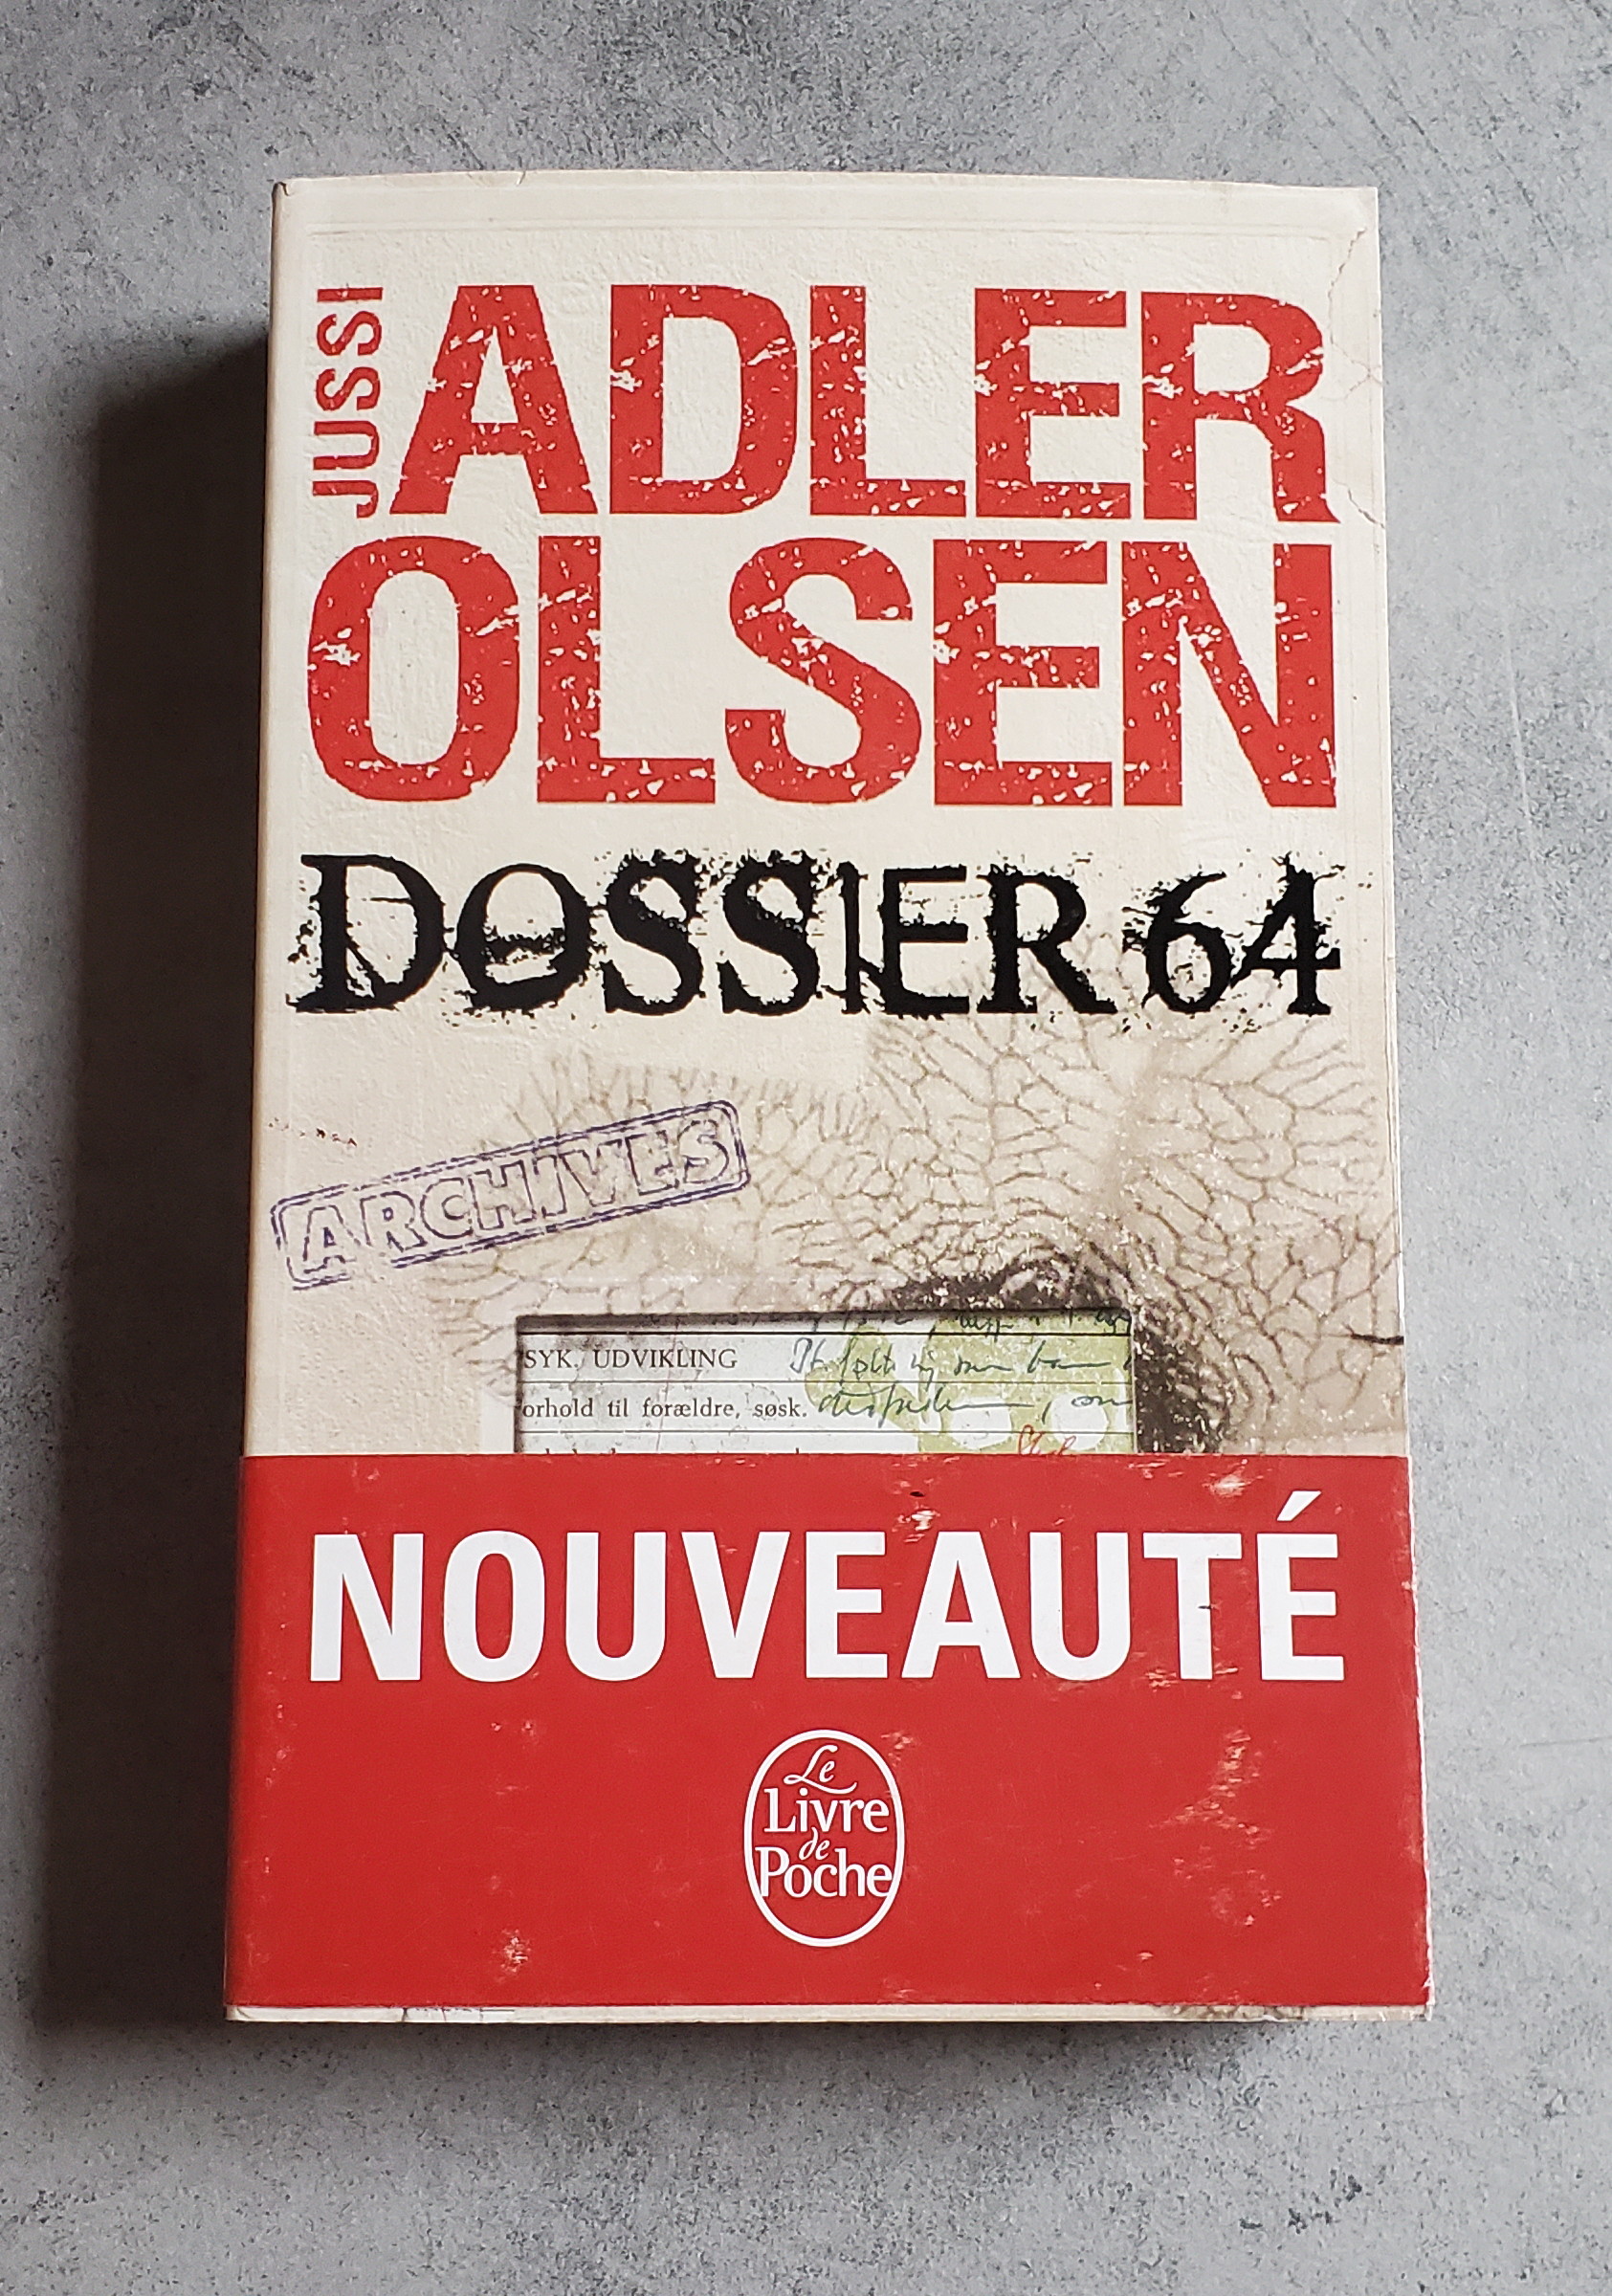 JUSSI
ADLER
OLSEN
DOSSIER 64
ARCHIVES
SYK. UDVIKLING
orhold til forældre, søsk.
NOUVEAUTÉ
Le
Livre
de
Poche